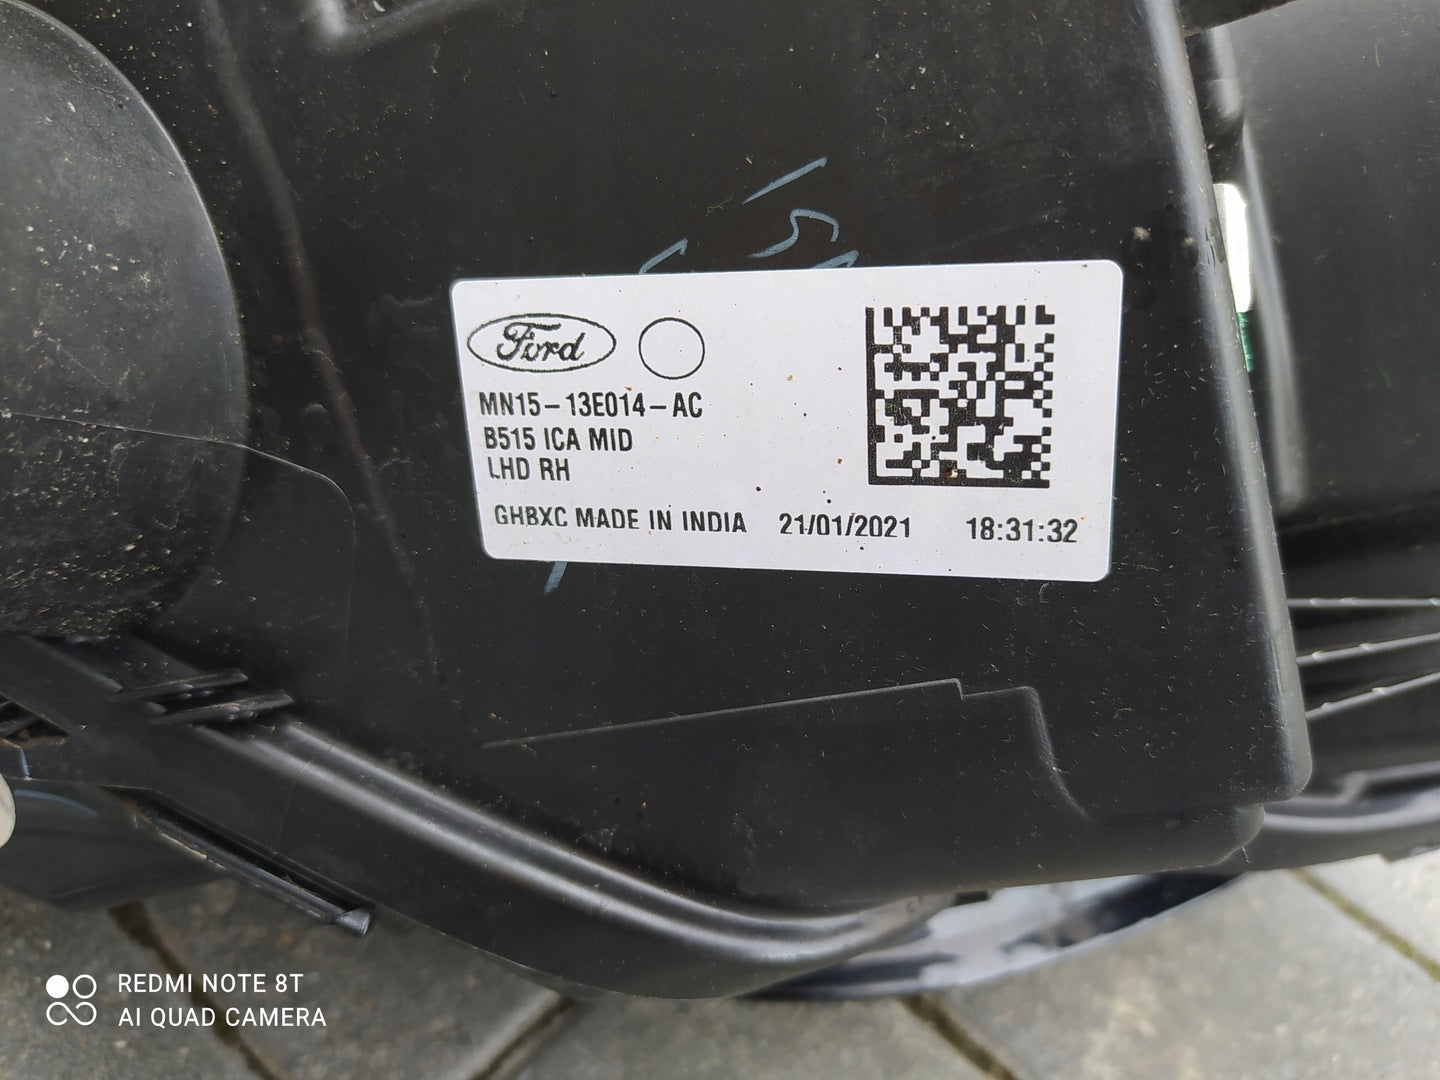 Ford
MN15-13E014-AC
B515 ICA MID
LHD RH
GHBXC MADE IN INDIA 21/01/2021 18:31:32
REDMI NOTE 8T
AI QUAD CAMERA